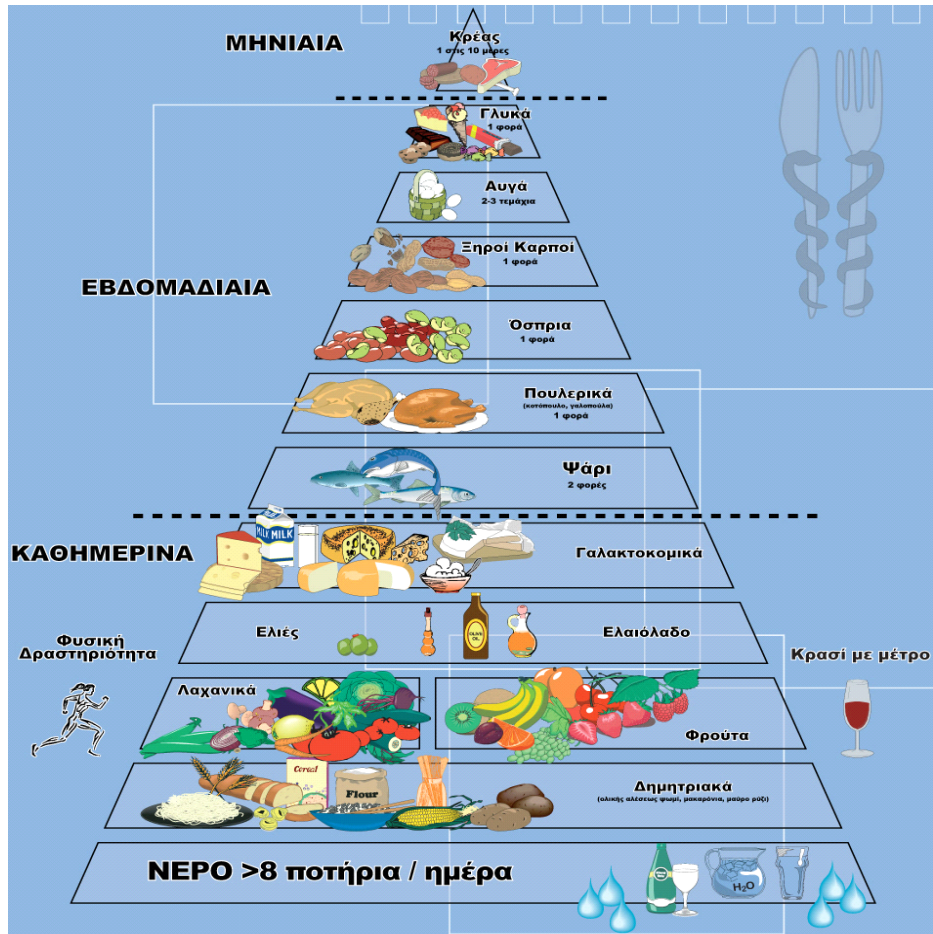 ΜΗΝΙΑΙΑ
Κρέας
1 στις 10 μέρες
Γλυκά
1 φορά
Αυγά
2-3 τεμάχια
ΕΒΔΟΜΑΔΙΑΙΑ
Ξηροί Καρποί
1 φορά
Όσπρια
1 φορά
Πουλερικά
(κοτόπουλο, γαλοπούλα)
1 φορά
Ψάρι
2 φορές
ΚΑΘΗΜΕΡΙΝΑ
MILK MILK
Γαλακτοκομικά
Φυσική
Δραστηριότητα
Ελιές
OLIVE
OIL
Ελαιόλαδο
Κρασί με μέτρο
Λαχανικά
Φρούτα
Cereal
Flour
Δημητριακά
(ολικής αλέσεως ψωμί, μακαρόνια, μαύρο ρύζι)
ΝΕΡΟ >8 ποτήρια / ημέρα
H₂O